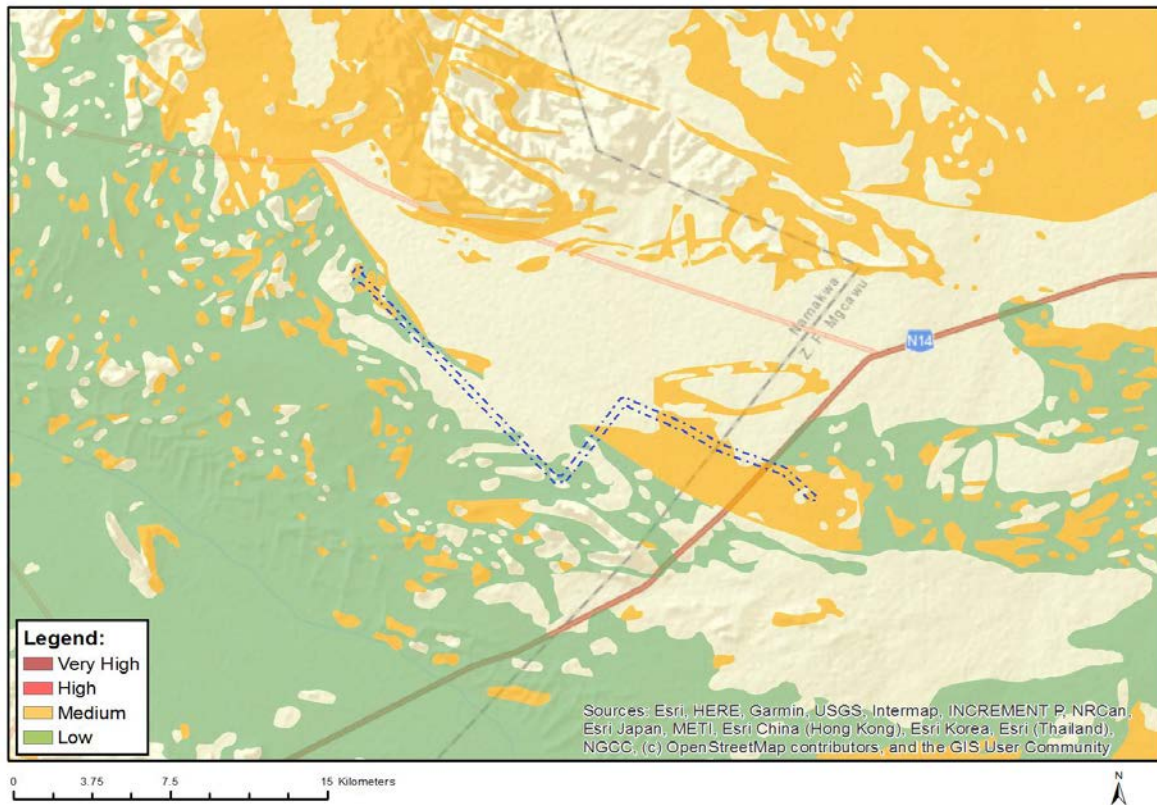 Namakwa
Z. F. Mgcawu
N14
Legend:
Very High
High
Medium
Low
Sources: Esri, HERE, Garmin, USGS, Intermap, INCREMENT P, NRCan,
Esri Japan, METI, Esri China (Hong Kong), Esri Korea, Esri (Thailand),
NGCC, (c) OpenStreetMap contributors, and the GIS User Community
0 3.75 7.5 15 Kilometers
N